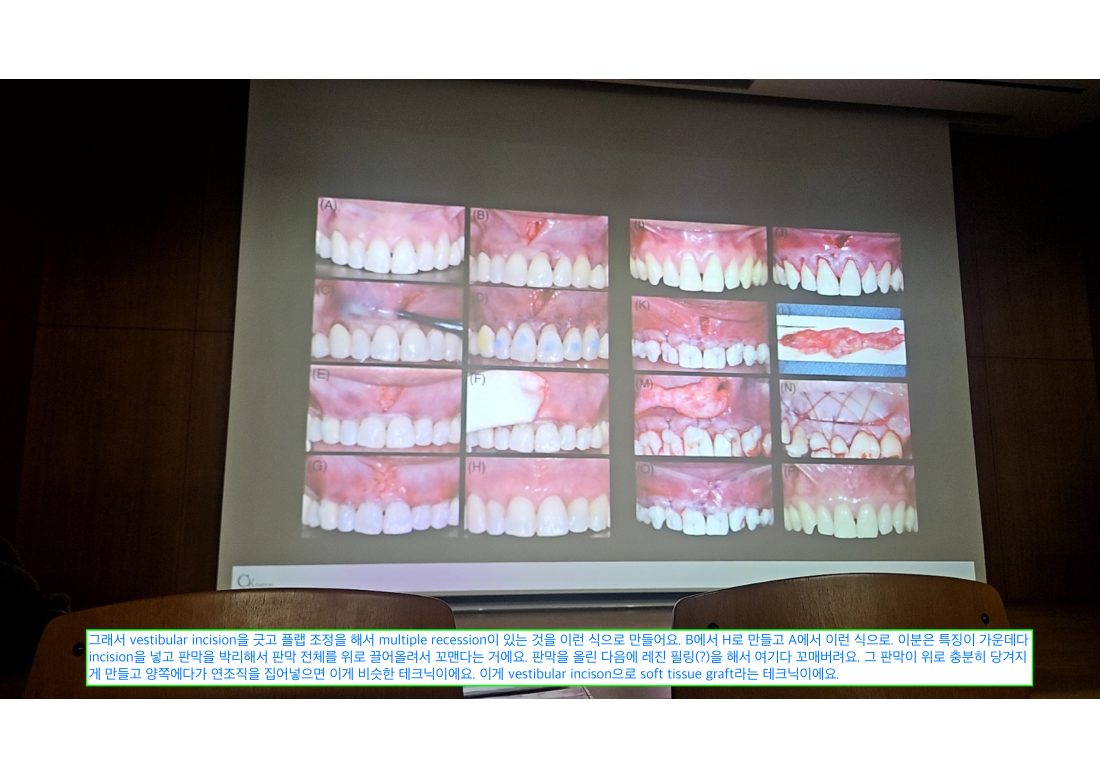 (A)
(B)
(C)
(D)
(E)
(F)
(G)
(H)
(I)
(J)
(K)
(L)
(M)
(N)
(O)
(P)
그래서 vestibular incision을 긋고 플랩 조정을 해서 multiple recession이 있는 것을 이런 식으로 만들어요. B에서 H로 만들고 A에서 이런 식으로. 이분은 특징이 가운데다
incision을 넣고 판막을 박리해서 판막 전체를 위로 끌어올려서 꼬맨다는 거에요. 판막을 올린 다음에 레진 필링(?)을 해서 여기다 꼬매버려요. 그 판막이 위로 충분히 당겨지
게 만들고 양쪽에다가 연조직을 집어넣으면 이게 비슷한 테크닉이에요. 이게 vestibular incison으로 soft tissue graft라는 테크닉이에요.